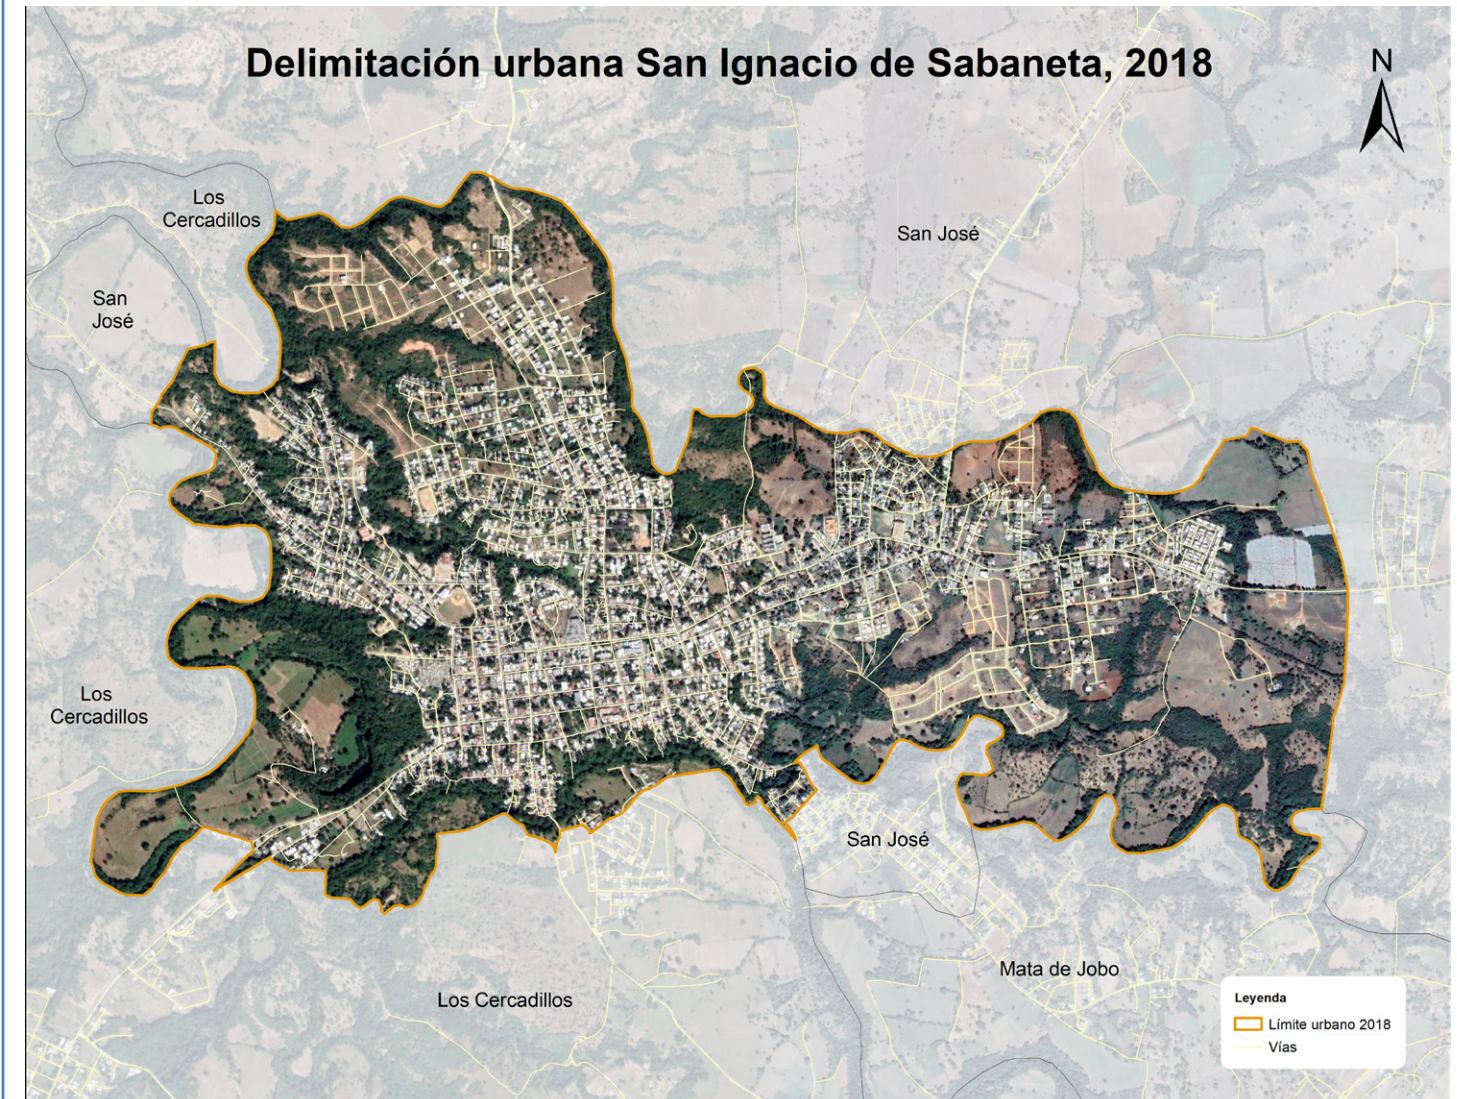 Delimitación urbana San Ignacio de Sabaneta, 2018
N
Los
Cercadillos
San José
San
José
Los
Cercadillos
San José
Mata de Jobo
Los Cercadillos
Leyenda
Límite urbano 2018
Vías